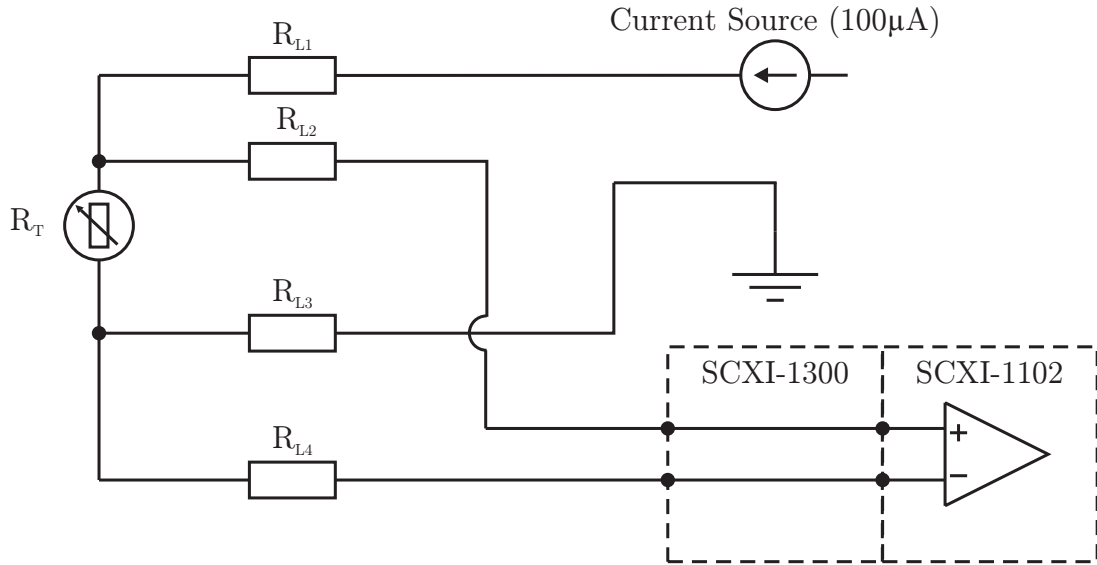 Current Source (100µA)
R_L1
R_L2
R_T
R_L3
SCXI-1300
SCXI-1102
+
R_L4
−